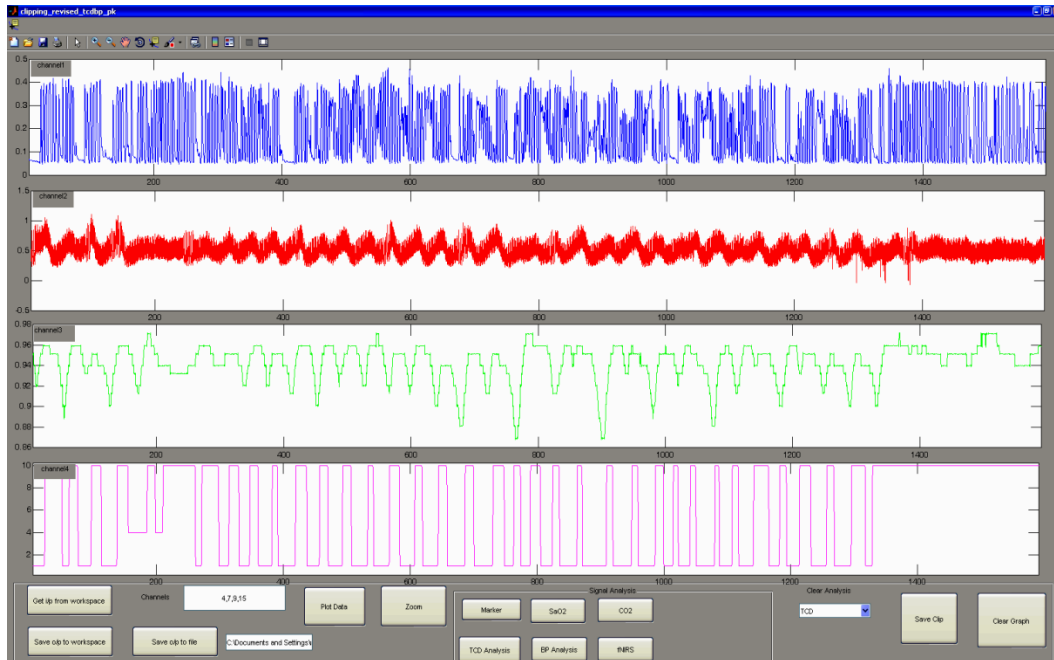 clipping_revised_tcdbp_pk
channel1
0.5
0.4
0.3
0.2
0.1
0
200 400 600 800 1000 1200 1400
channel2
1.5
1
0.5
0
-0.5
200 400 600 800 1000 1200 1400
channel3
0.98
0.96
0.94
0.92
0.9
0.88
0.86
200 400 600 800 1000 1200 1400
channel4
10
8
6
4
2
200 400 600 800 1000 1200 1400
Get i/p from workspace
Channels
4,7,9,15
Plot Data
Zoom
Save o/p to workspace
Save o/p to file
C:\Documents and Settings\
Signal Analysis
Marker
SaO2
CO2
TCD Analysis
BP Analysis
fNIRS
Clear Analysis
TCD
Save Clip
Clear Graph